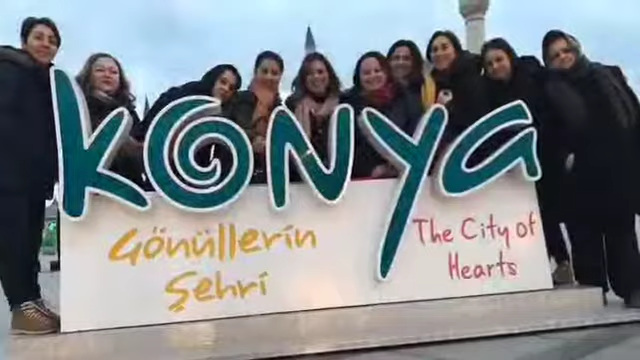 Konya
Gönüllerin
Şehri
The City of
Hearts